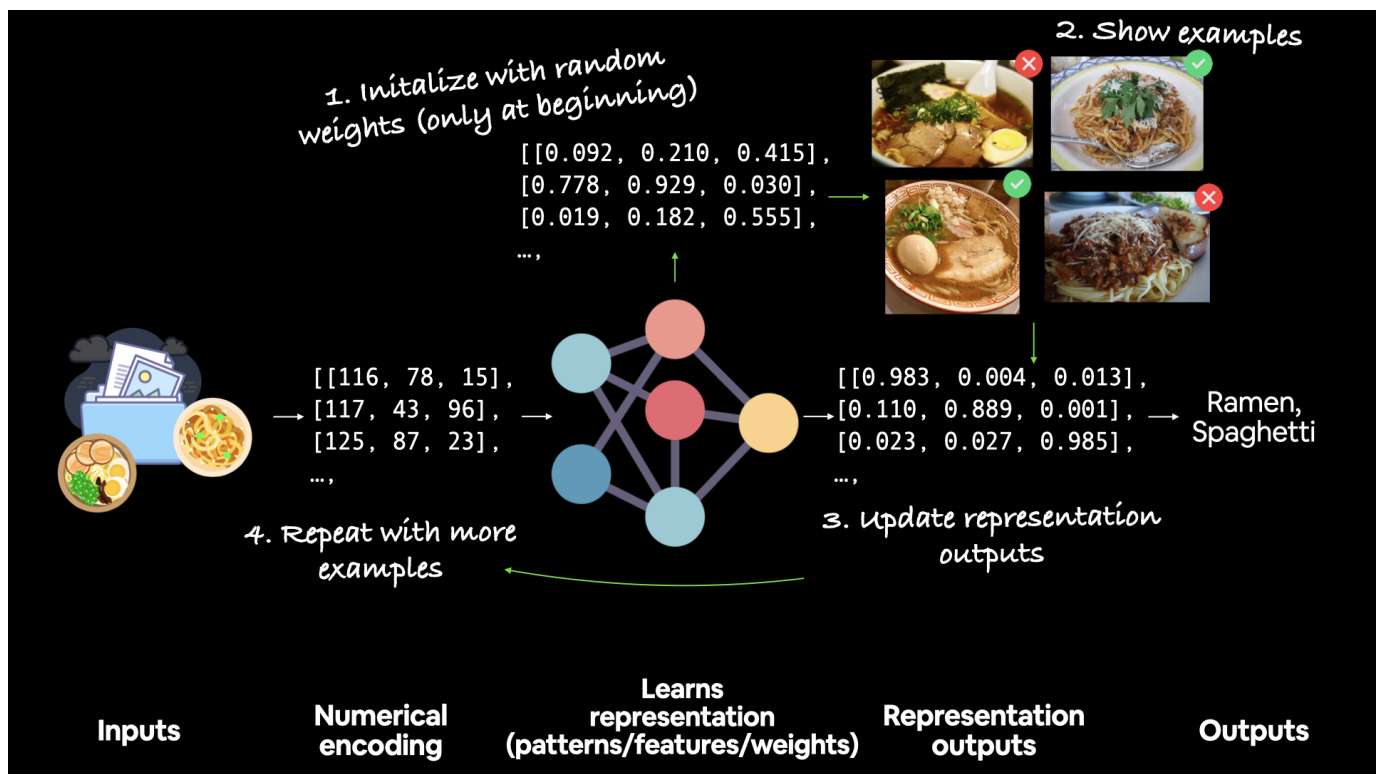 2. Show examples
1. Initalize with random
weights (only at beginning)
[[0.092, 0.210, 0.415],
[0.778, 0.929, 0.030],
[0.019, 0.182, 0.555],
…,
[[116, 78, 15],
[117, 43, 96],
[125, 87, 23],
…,
[[0.983, 0.004, 0.013],
[0.110, 0.889, 0.001],
[0.023, 0.027, 0.985],
…,
Ramen,
Spaghetti
4. Repeat with more
examples
3. Update representation
outputs
Inputs
Numerical
encoding
Learns
representation
(patterns/features/weights)
Representation
outputs
Outputs